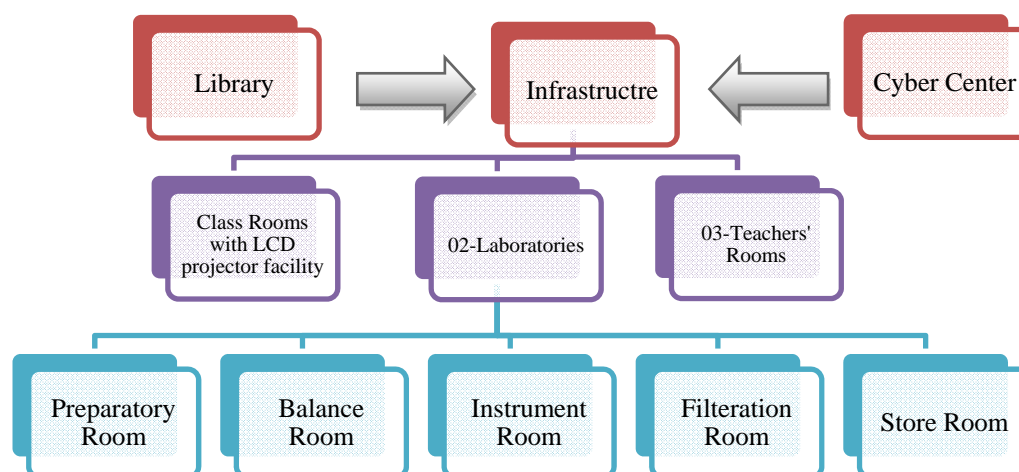 Library
Infrastructre
Cyber Center
Class Rooms
with LCD
projector facility
02-Laboratories
03-Teachers'
Rooms
Preparatory
Room
Balance
Room
Instrument
Room
Filteration
Room
Store Room